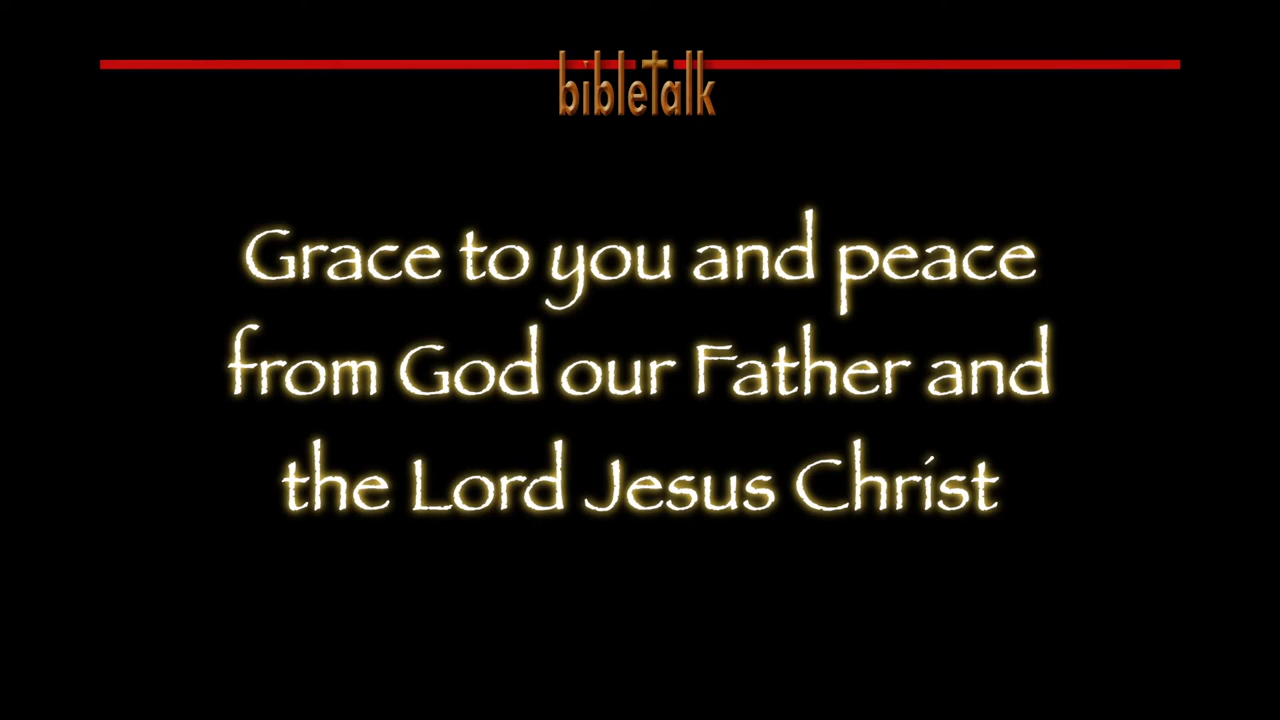 bibleTalk
Grace to you and peace
from God our Father and
the Lord Jesus Christ